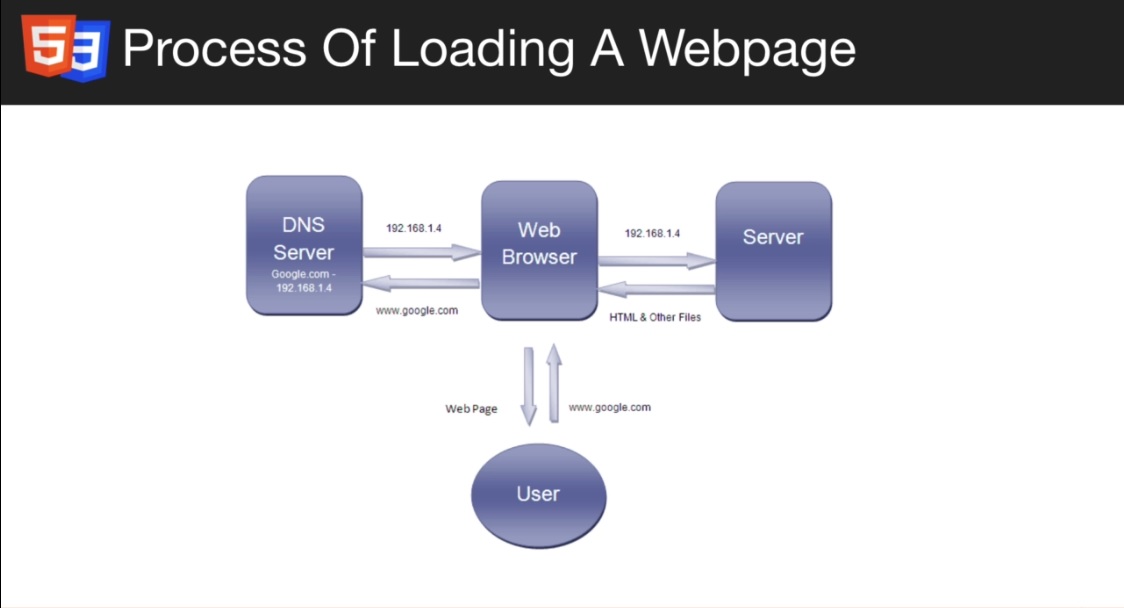 5 3 Process Of Loading A Webpage
DNS
Server
Google.com -
192.168.1.4
192.168.1.4
www.google.com
Web
Browser
192.168.1.4
HTML & Other Files
Server
Web Page
www.google.com
User